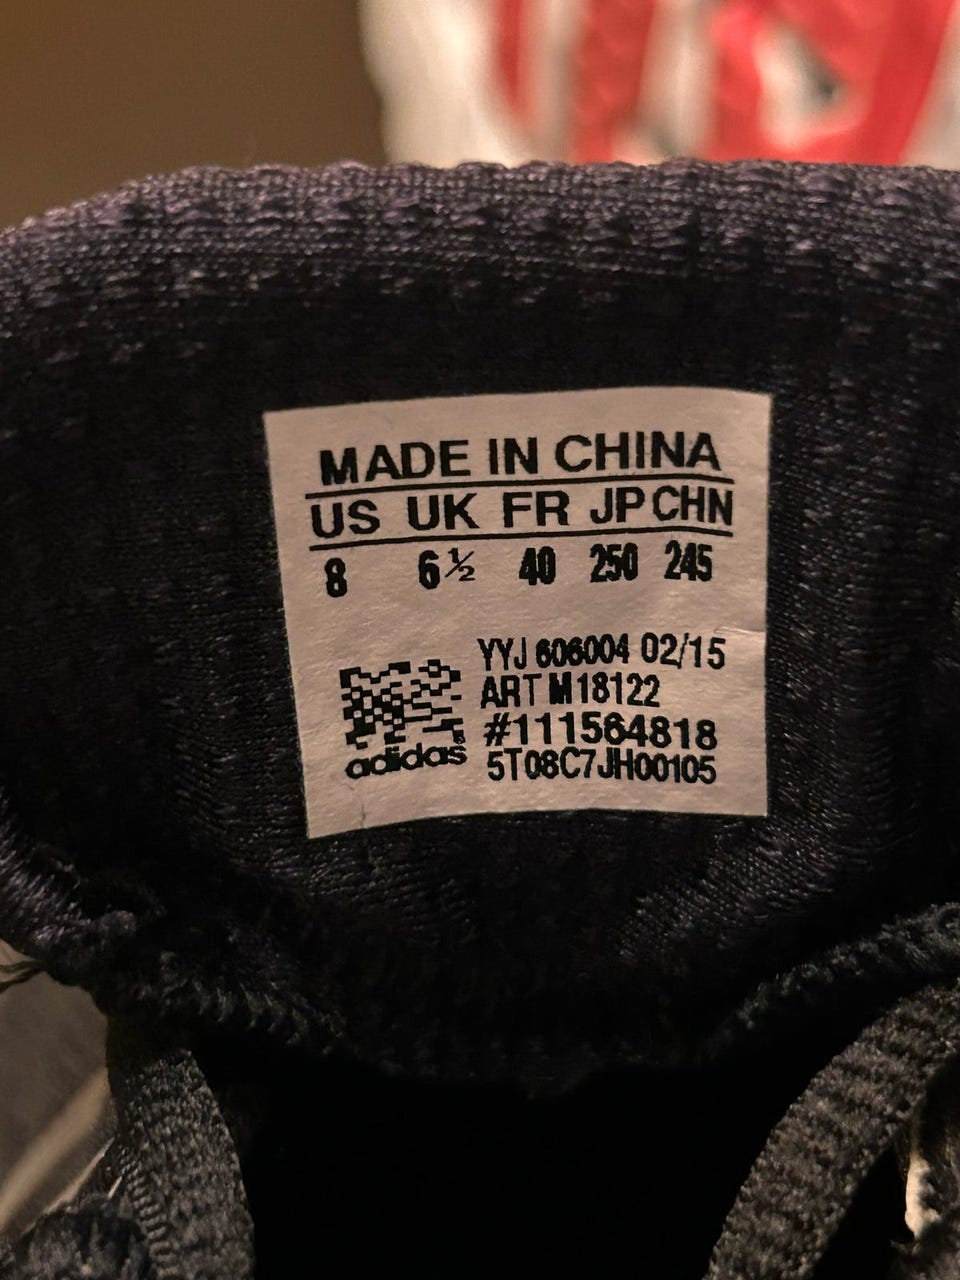 MADE IN CHINA
US UK FR JP CHN
8 6½ 40 250 245
YYJ 606004 02/15
ART M18122
#111564818
5T08C7JH00105
adidas